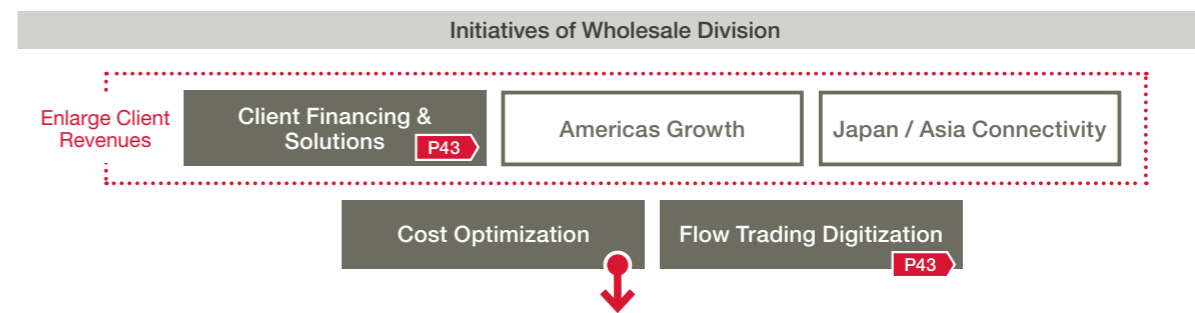 Initiatives of Wholesale Division
Enlarge Client
Revenues
Client Financing &
Solutions
P43
Americas Growth
Japan / Asia Connectivity
Cost Optimization
Flow Trading Digitization
P43